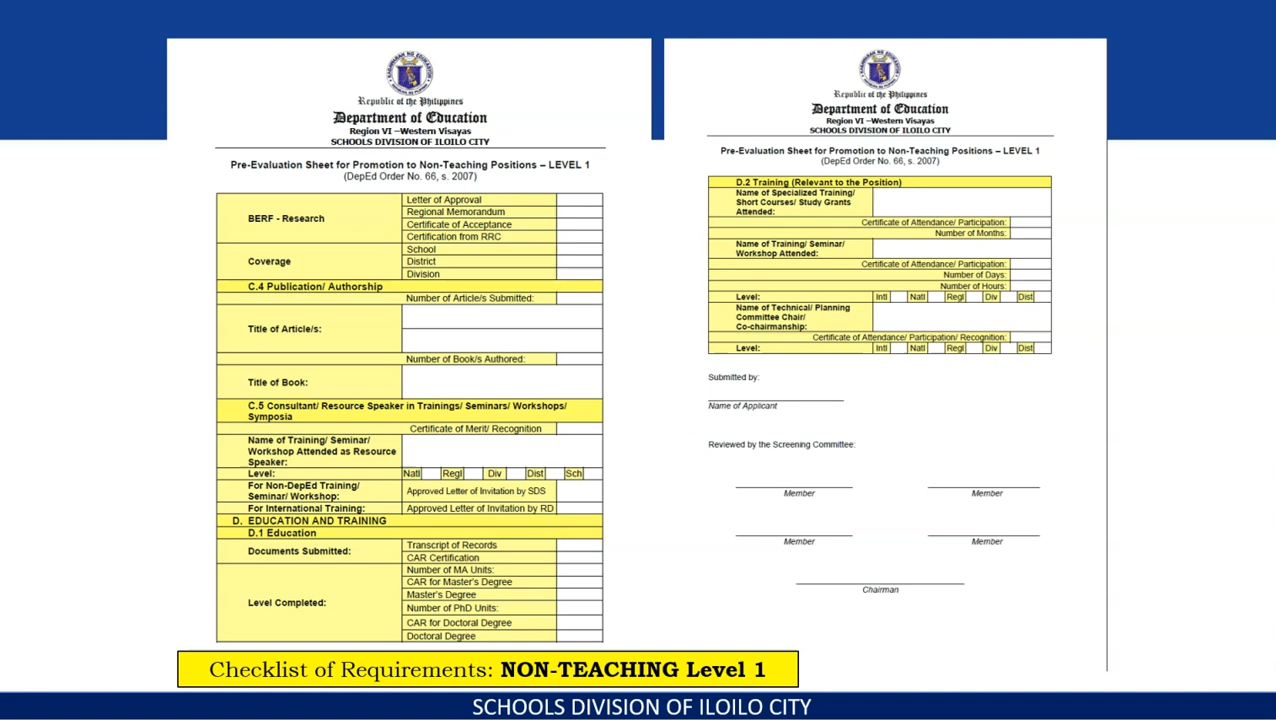 Republic of the Philippines
Department of Education
Region VI –Western Visayas
SCHOOLS DIVISION OF ILOILO CITY
Pre-Evaluation Sheet for Promotion to Non-Teaching Positions – LEVEL 1
(DepEd Order No. 66, s. 2007)
BERF - Research
Letter of Approval
Regional Memorandum
Certificate of Acceptance
Certification from RRC
Coverage
School
District
Division
C.4 Publication/ Authorship
Number of Article/s Submitted:
Title of Article/s:
Number of Book/s Authored:
Title of Book:
C.5 Consultant/ Resource Speaker in Trainings/ Seminars/ Workshops/
Symposia
Certificate of Merit/ Recognition
Name of Training/ Seminar/
Workshop Attended as Resource
Speaker:
Level: Natl Regl Div Dist Sch
For Non-DepEd Training/
Seminar/ Workshop:
Approved Letter of Invitation by SDS
For International Training: Approved Letter of Invitation by RD
D. EDUCATION AND TRAINING
D.1 Education
Documents Submitted:
Transcript of Records
CAR Certification
Level Completed:
Number of MA Units:
CAR for Master's Degree
Master's Degree
Number of PhD Units:
CAR for Doctoral Degree
Doctoral Degree
Republic of the Philippines
Department of Education
Region VI –Western Visayas
SCHOOLS DIVISION OF ILOILO CITY
Pre-Evaluation Sheet for Promotion to Non-Teaching Positions – LEVEL 1
(DepEd Order No. 66, s. 2007)
D.2 Training (Relevant to the Position)
Name of Specialized Training/
Short Courses/ Study Grants
Attended:
Certificate of Attendance/ Participation:
Number of Months:
Name of Training/ Seminar/
Workshop Attended:
Certificate of Attendance/ Participation:
Number of Days:
Number of Hours:
Level: Intl Natl Regl Div Dist
Name of Technical/ Planning
Committee Chair/
Co-chairmanship:
Certificate of Attendance/ Participation/ Recognition:
Level: Intl Natl Regl Div Dist
Submitted by:
Name of Applicant
Reviewed by the Screening Committee:
Member Member
Member Member
Chairman
Checklist of Requirements: NON-TEACHING Level 1
SCHOOLS DIVISION OF ILOILO CITY